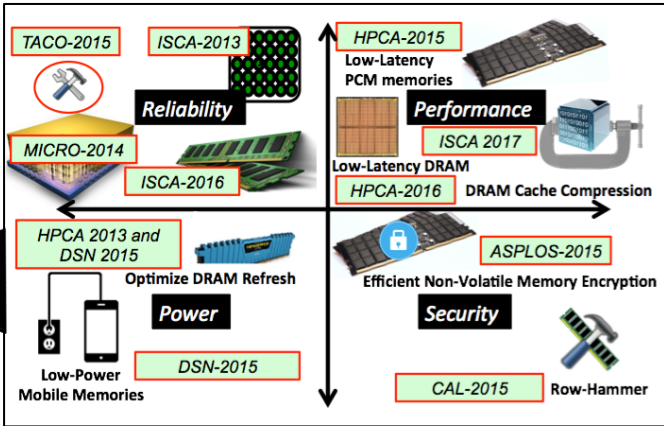 TACO-2015
ISCA-2013
Reliability
MICRO-2014
ISCA-2016
HPCA-2015
Low-Latency
PCM memories
Performance
ISCA 2017
Low-Latency DRAM
HPCA-2016
DRAM Cache Compression
HPCA 2013 and
DSN 2015
Optimize DRAM Refresh
Power
Low-Power
Mobile Memories
DSN-2015
ASPLOS-2015
Efficient Non-Volatile Memory Encryption
Security
CAL-2015
Row-Hammer